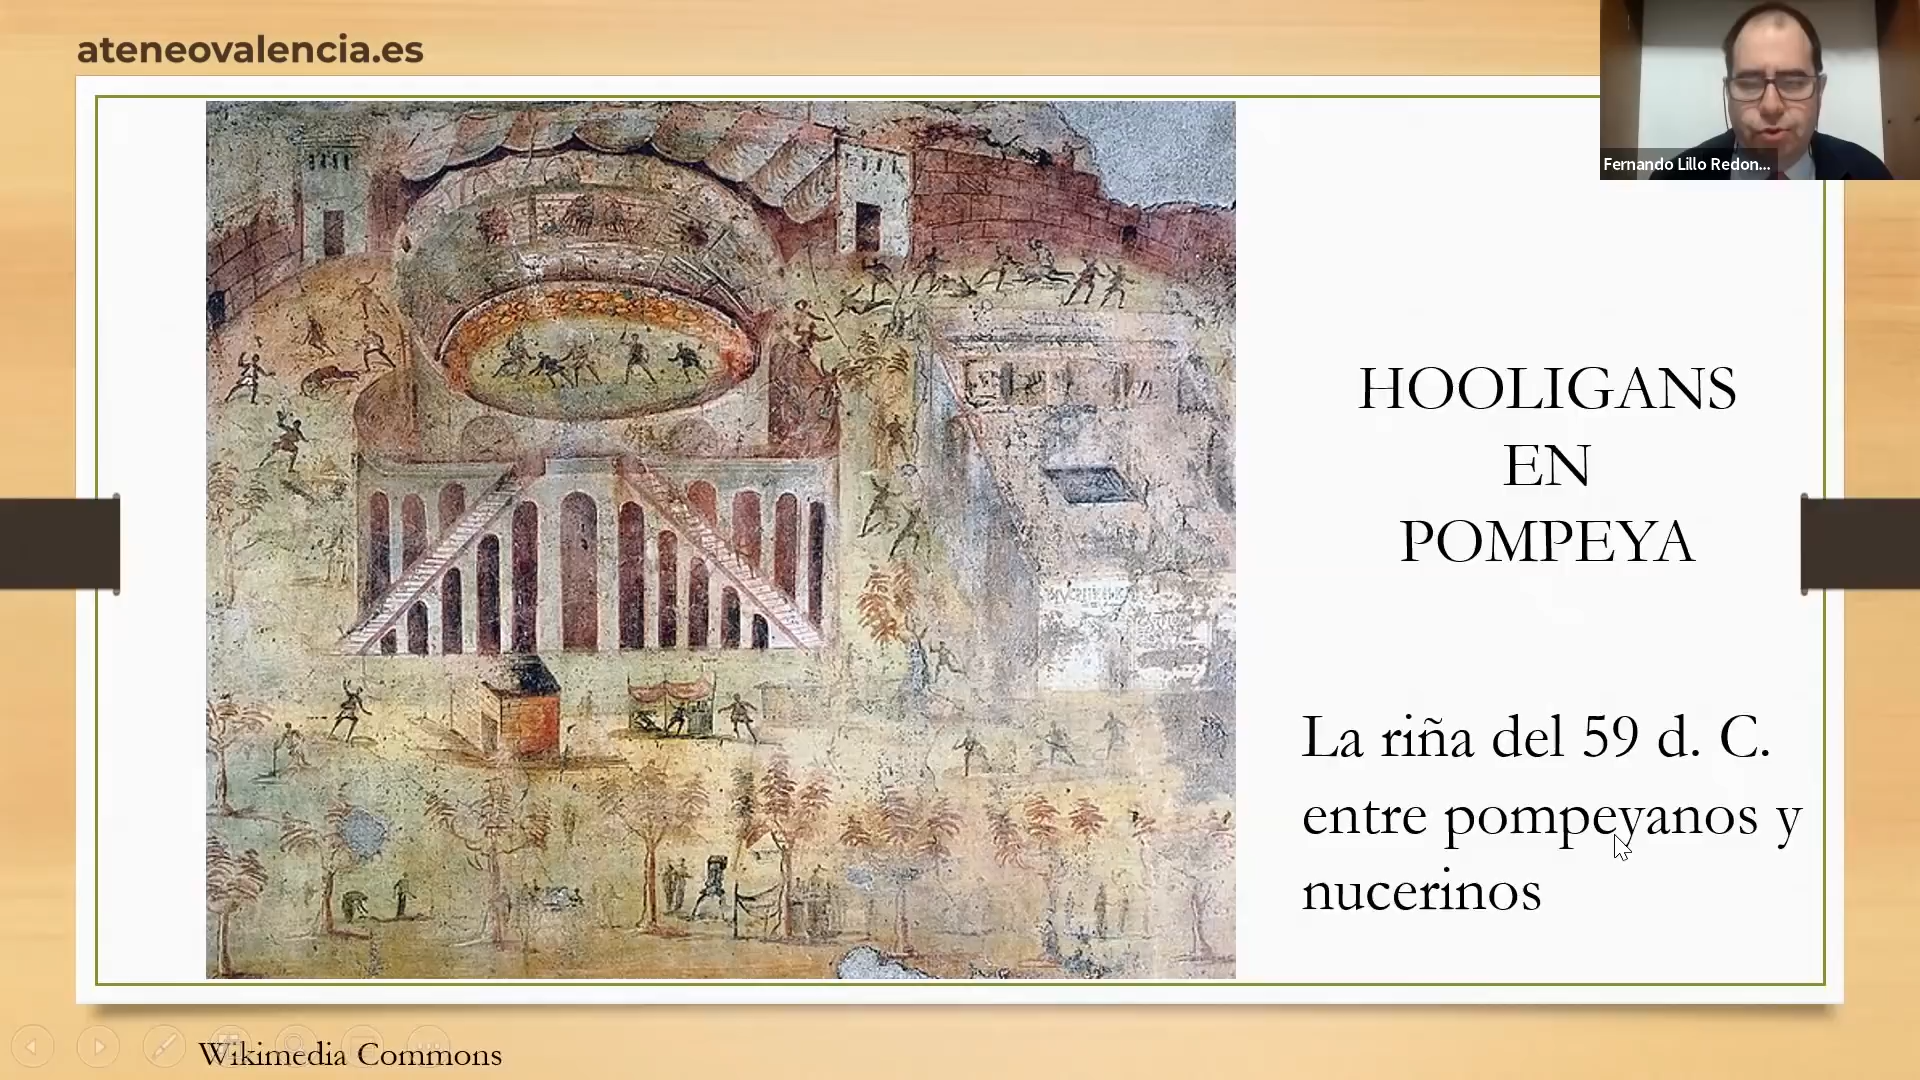 ateneovalencia.es
Fernando Lillo Redon...
HOOLIGANS
EN
POMPEYA
La riña del 59 d. C.
entre pompeyanos y
nucerinos
Wikimedia Commons